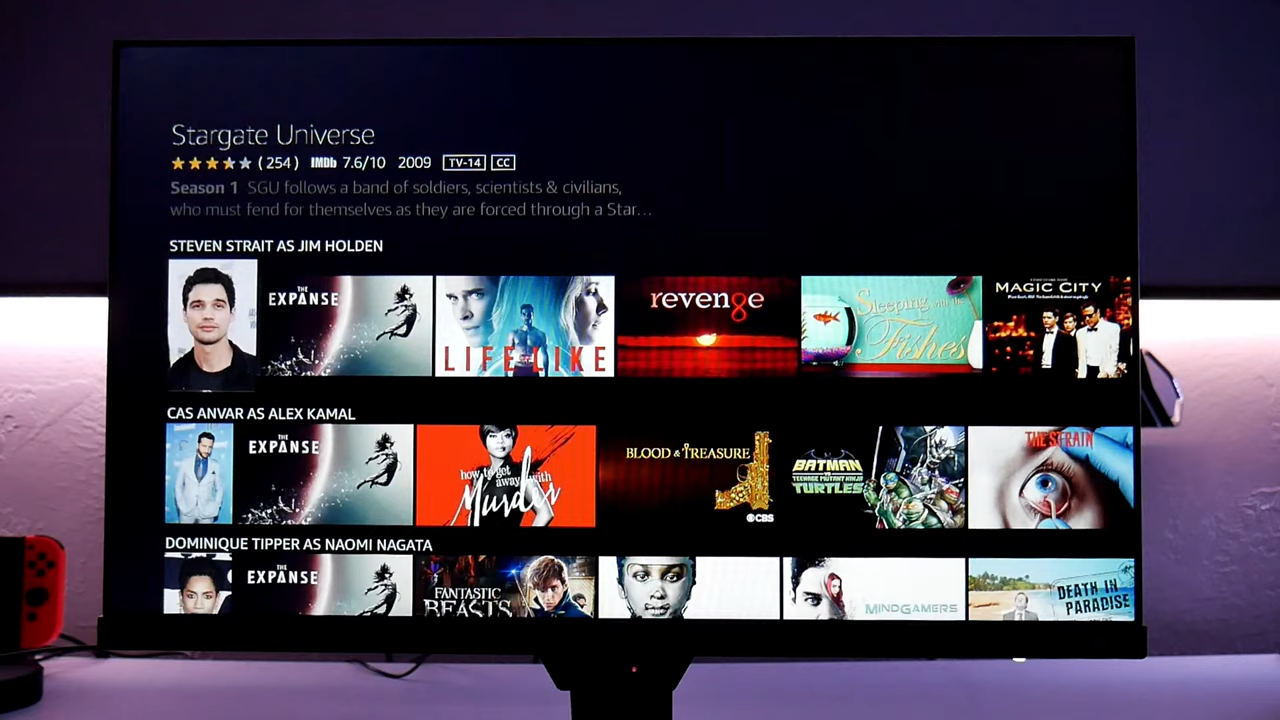 Stargate Universe
(254) IMDb 7.6/10 2009 TV-14 CC
Season 1 SGU follows a band of soldiers, scientists & civilians,
who must fend for themselves as they are forced through a Star...
STEVEN STRAIT AS JIM HOLDEN
THE EXPANSE
LIFE LIKE
revenge
Sleeping with the Fishes
MAGIC CITY
CAS ANVAR AS ALEX KAMAL
THE EXPANSE
how to get away with Murder
BLOOD & TREASURE
CBS
BATMAN
VS
TEENAGE MUTANT NINJA
TURTLES
THE STRAIN
DOMINIQUE TIPPER AS NAOMI NAGATA
THE EXPANSE
FANTASTIC
BEASTS
MINDGAMERS
DEATH IN
PARADISE